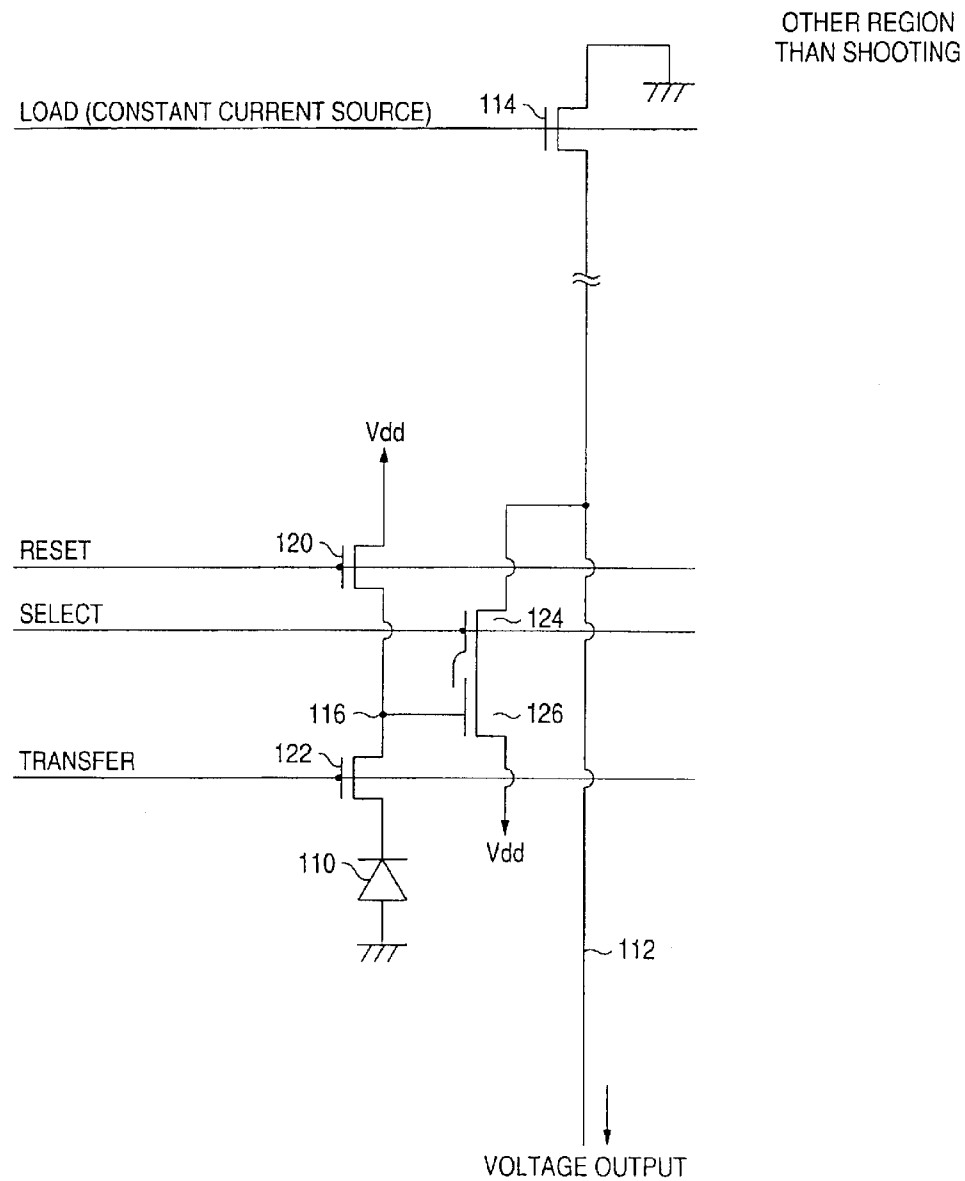 OTHER REGION
THAN SHOOTING
LOAD (CONSTANT CURRENT SOURCE)
114
Vdd
RESET
120
SELECT
124
116
126
TRANSFER
122
Vdd
110
112
VOLTAGE OUTPUT